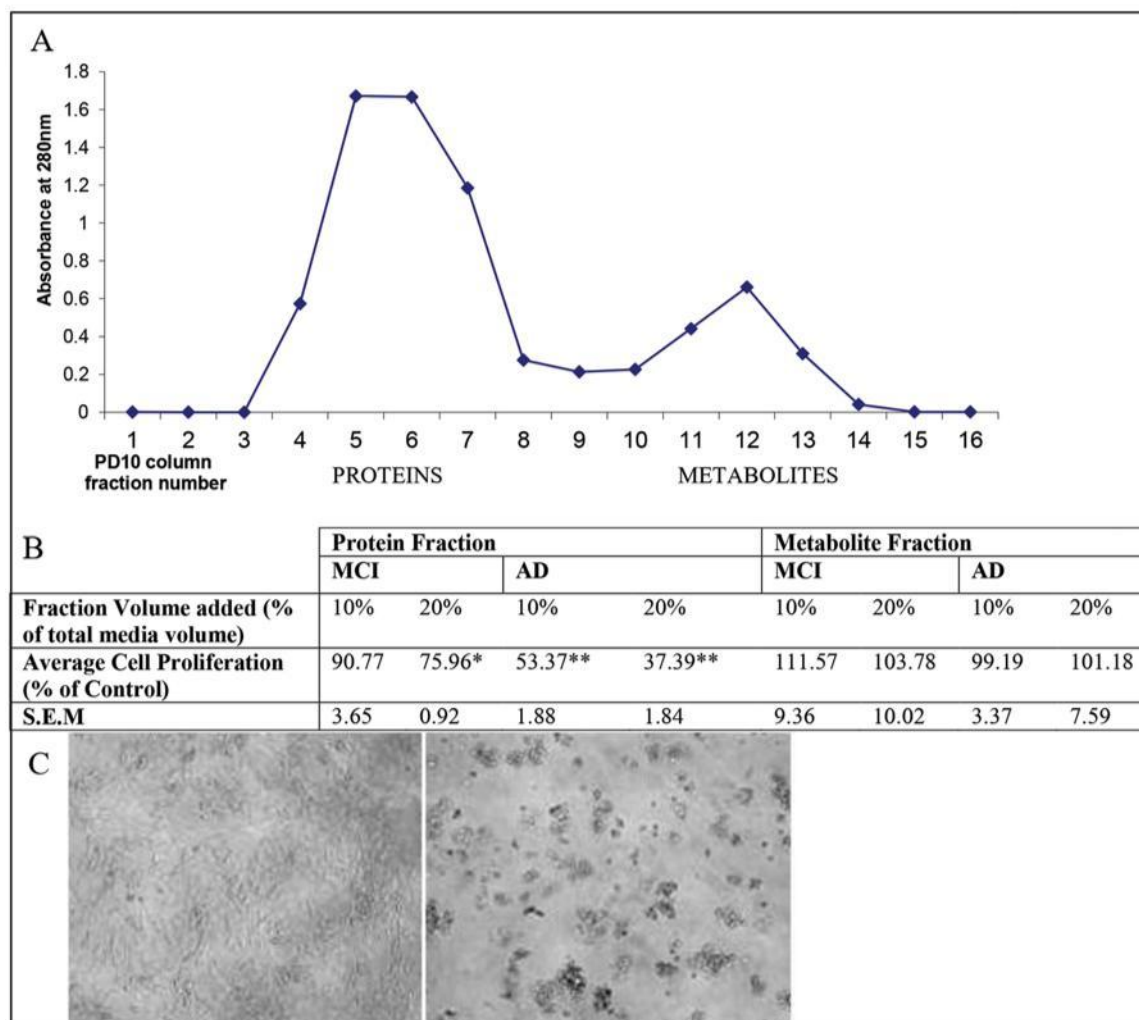 A
Absorbance at 280nm
1.8
1.6
1.4
1.2
1
0.8
0.6
0.4
0.2
0
1 2 3 4 5 6 7 8 9 10 11 12 13 14 15 16
PD10 column
fraction number
PROTEINS METABOLITES
B
Protein Fraction Metabolite Fraction
MCI AD MCI AD
Fraction Volume added (%
of total media volume)
10% 20% 10% 20% 10% 20% 10% 20%
Average Cell Proliferation
(% of Control)
90.77 75.96* 53.37** 37.39** 111.57 103.78 99.19 101.18
S.E.M 3.65 0.92 1.88 1.84 9.36 10.02 3.37 7.59
C